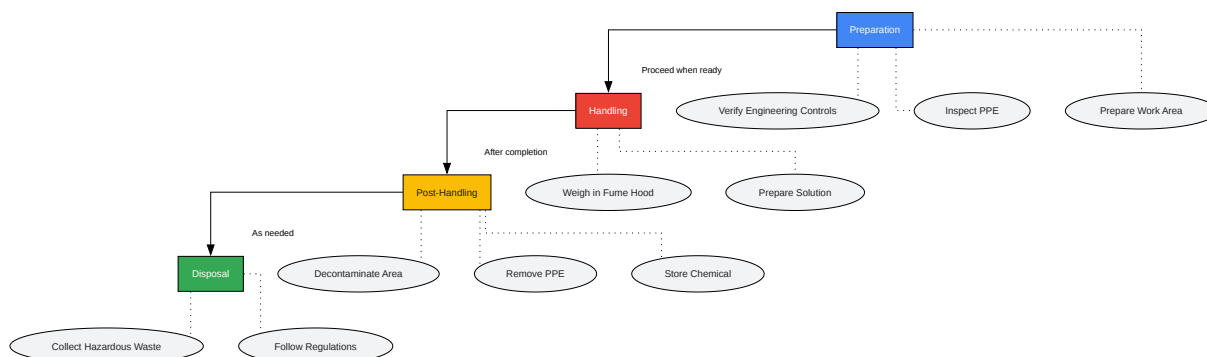 Preparation
Proceed when ready
Handling
Verify Engineering Controls
Inspect PPE
Prepare Work Area
After completion
Post-Handling
Weigh in Fume Hood
Prepare Solution
As needed
Disposal
Decontaminate Area
Remove PPE
Store Chemical
Collect Hazardous Waste
Follow Regulations